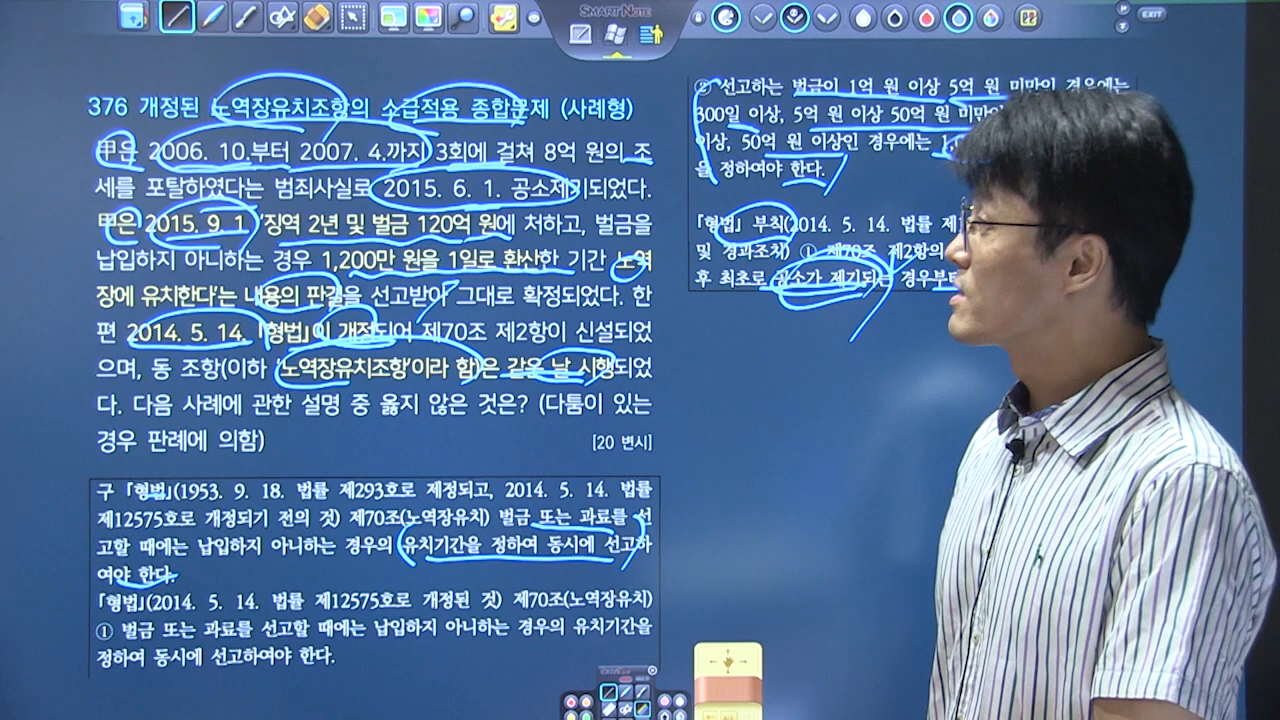 SMART NOTE
EXIT
376 개정된 노역장유치조항의 소급적용 종합문제 (사례형)
甲은 2006. 10.부터 2007. 4.까지 3회에 걸쳐 8억 원의 조
세를 포탈하였다는 범죄사실로 2015. 6. 1. 공소제기되었다.
甲은 2015. 9. 1. '징역 2년 및 벌금 120억 원에 처하고, 벌금을
납입하지 아니하는 경우 1,200만 원을 1일로 환산한 기간 노역
장에 유치한다'는 내용의 판결을 선고받아 그대로 확정되었다. 한
편 2014. 5. 14. 「형법」이 개정되어 제70조 제2항이 신설되었
으며, 동 조항(이하 '노역장유치조항'이라 함)은 같은 날 시행되었
다. 다음 사례에 관한 설명 중 옳지 않은 것은? (다툼이 있는
경우 판례에 의함)
[20 변시]
구 「형법」(1953. 9. 18. 법률 제293호로 제정되고, 2014. 5. 14. 법률
제12575호로 개정되기 전의 것) 제70조(노역장유치) 벌금 또는 과료를 선
고할 때에는 납입하지 아니하는 경우의 유치기간을 정하여 동시에 선고하
여야 한다.
「형법」(2014. 5. 14. 법률 제12575호로 개정된 것) 제70조(노역장유치)
① 벌금 또는 과료를 선고할 때에는 납입하지 아니하는 경우의 유치기간을
정하여 동시에 선고하여야 한다.
② 선고하는 벌금이 1억 원 이상 5억 원 미만인 경우에는
300일 이상, 5억 원 이상 50억 원 미만인
이상, 50억 원 이상인 경우에는
을 정하여야 한다.
「형법」 부칙(2014. 5. 14. 법률
및 경과조치) ① 제70조 제2항의
후 최초로 공소가 제기되는 경우부터